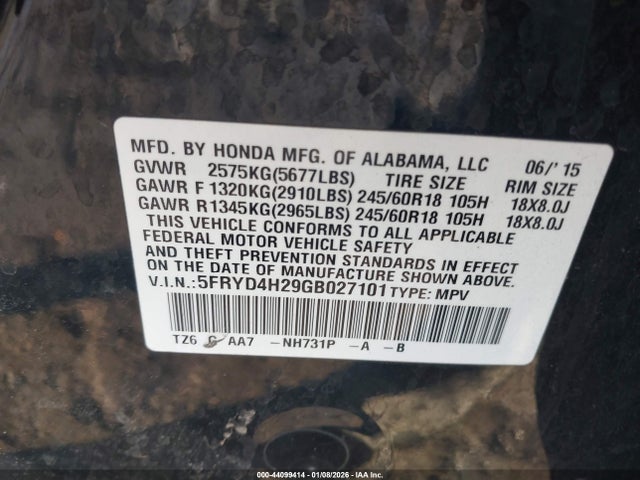 MFD. BY HONDA MFG. OF ALABAMA, LLC 06/'15
GVWR 2575KG(5677LBS) TIRE SIZE RIM SIZE
GAWR F 1320KG(2910LBS) 245/60R18 105H 18X8.0J
GAWR R 1345KG(2965LBS) 245/60R18 105H 18X8.0J
THIS VEHICLE CONFORMS TO ALL APPLICABLE
FEDERAL MOTOR VEHICLE SAFETY
AND THEFT PREVENTION STANDARDS IN EFFECT
ON THE DATE OF MANUFACTURE SHOWN ABOVE.
V.I.N.:5FRYD4H29GB027101 TYPE: MPV
TZ6 AA7 -NH731P -A -B
000-44099414 - 01/08/2026 - IAA Inc.